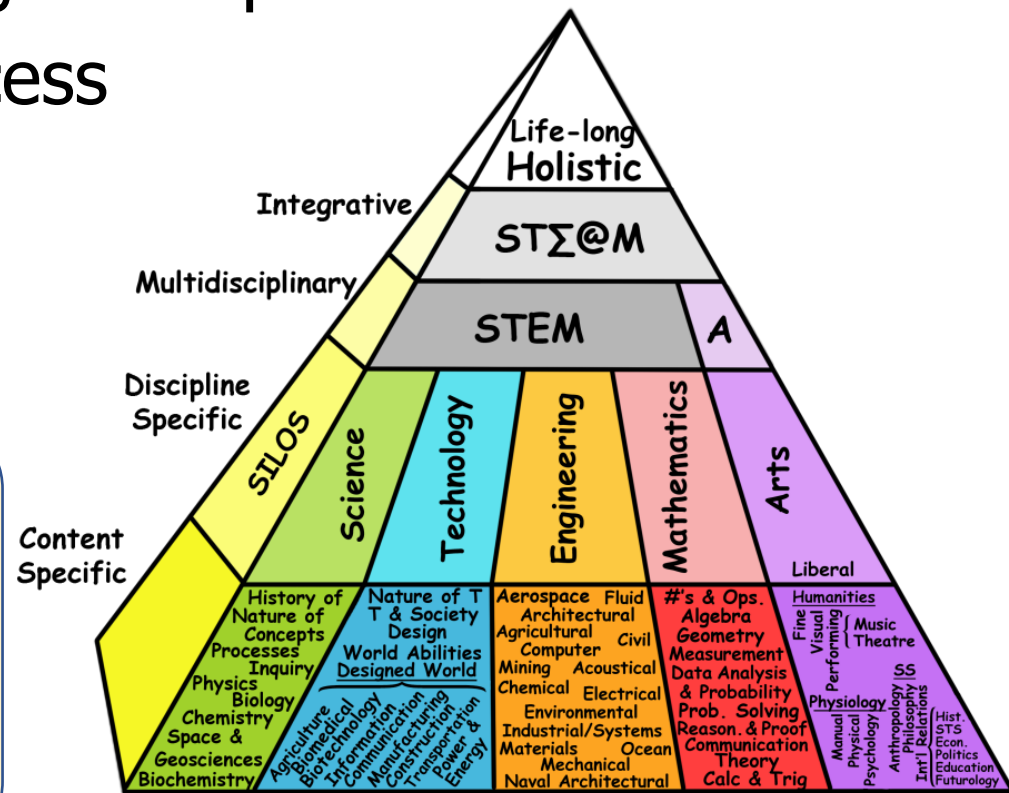 ess
Life-long
Holistic
Integrative
ST∑@M
Multidisciplinary
STEM
A
Discipline
Specific
SILOS
Science
Technology
Engineering
Mathematics
Arts
Liberal
Content
Specific
History of
Nature of
Concepts
Processes
Inquiry
Physics
Biology
Chemistry
Space &
Geosciences
Biochemistry
Nature of T
T & Society
Design
World Abilities
Designed World
Agriculture
Biomedical
Biotechnology
Information
Communication
Manufacturing
Construction
Transportation
Power, &
Energy
Aerospace Fluid
Architectural
Agricultural Civil
Computer
Mining Acoustical
Chemical Electrical
Environmental
Industrial/Systems
Materials Ocean
Mechanical
Naval Architectural
#'s & Ops.
Algebra
Geometry
Measurement
Data Analysis
& Probability
Prob. Solving
Reason. & Proof
Communication
Theory
Calc & Trig
Humanities
Fine
Visual
Performing
Music
Theatre
SS
Physiology
Manual
Physical
Psychology
Anthropology
Philosophy
Int'l Relations
Hist.
STS
Econ.
Politics
Education
Futurology